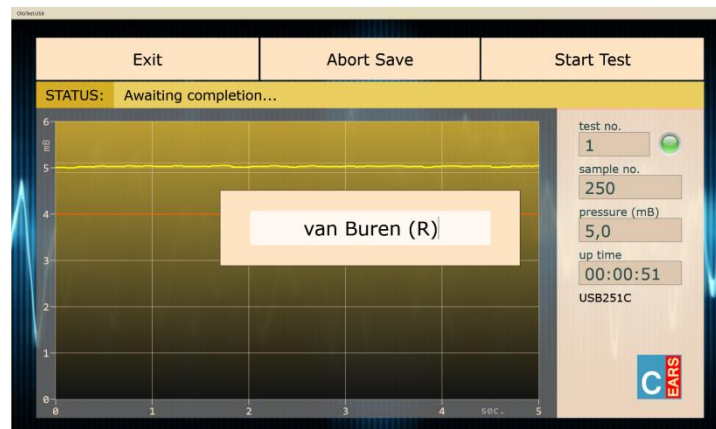 OtoTestUSB
Exit
Abort Save
Start Test
STATUS: Awaiting completion...
6
mB
5
4
3
2
1
0
0 1 2 3 4 sec. 5
van Buren (R)
test no.
1
sample no.
250
pressure (mB)
5,0
up time
00:00:51
USB251C
C EARS